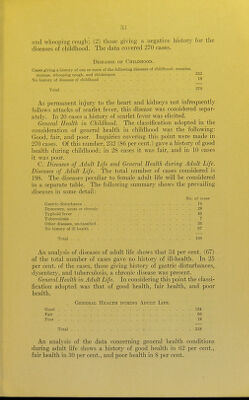 33
and whooping cough; (2) those giving a negative history for the
diseases of childhood. The data covered 270 cases.
Diseases of Childhood.
Cases giving a history of one or more of the following diseases of childhood, measles,
mumps, whooping cough, and chickenpox . . . 252
No history of diseases of childhood . . . 18
Total . . . 270
As permanent injury to the heart and kidneys not infrequently
follows attacks of scarlet fever, this disease was considered separ-
ately. In 20 cases a history of scarlet fever was elicited.
General Health in Childhood. The classification adopted in the
consideration of general health in childhood was the following:
Good, fair, and poor. Inquiries covering this point were made in
270 cases. Of this number, 232 (86 per cent.) gave a history of good
health during childhood; in 28 cases it was fair, and in 10 cases
it was poor.
C. Diseases of Adult Life and General Health during Adult Life.
Diseases of Adult Life. The total number of cases considered is
198. The diseases peculiar to female adult life will be considered
in a separate table. The following summary shows the prevailing
diseases in some detail:
No. of cases
Gastric disturbance
Dysentery, acute or chronic
Typhoid fever
Tuberculosis
Other disease, unclassified
No history of ill health . . . 67
Total . . . 198
An analysis of diseases of adult life shows that 34 per cent. (67)
of the total number of cases gave no history of ill-health. In 25
per cent. of the cases, those giving history of gastric disturbances,
dysentery, and tuberculosis, a chronic disease was present.
General Health in Adult Life. In considering this point the classi-
fication adopted was that of good health, fair health, and poor
health.
General Health during Adult Life.
Good
Fair
Poor
Total
An analysis of the data concerning general health conditions
during adult life shows a history of good health in 62 per cent.,
fair health in 30 per cent., and poor health in 8 per cent.